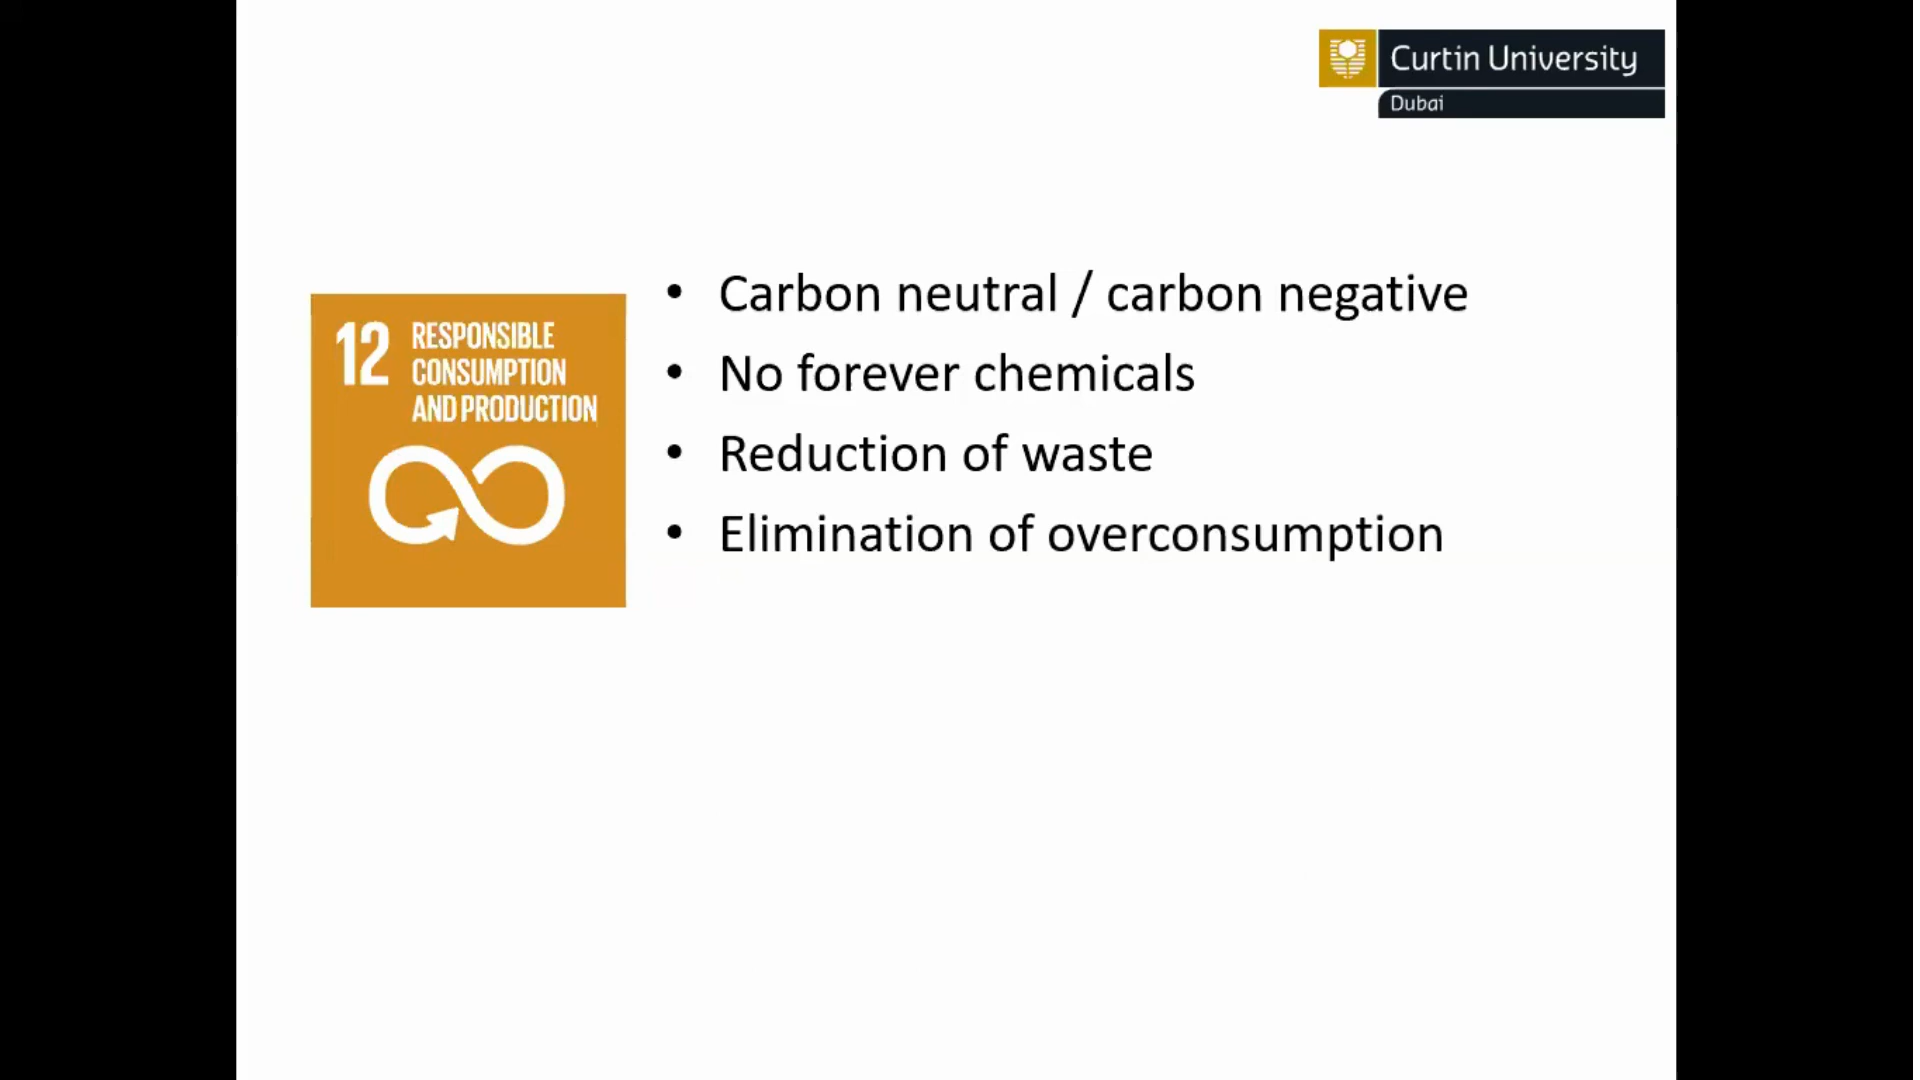 Curtin University
Dubai
12 RESPONSIBLE
CONSUMPTION
AND PRODUCTION
• Carbon neutral / carbon negative
• No forever chemicals
• Reduction of waste
• Elimination of overconsumption